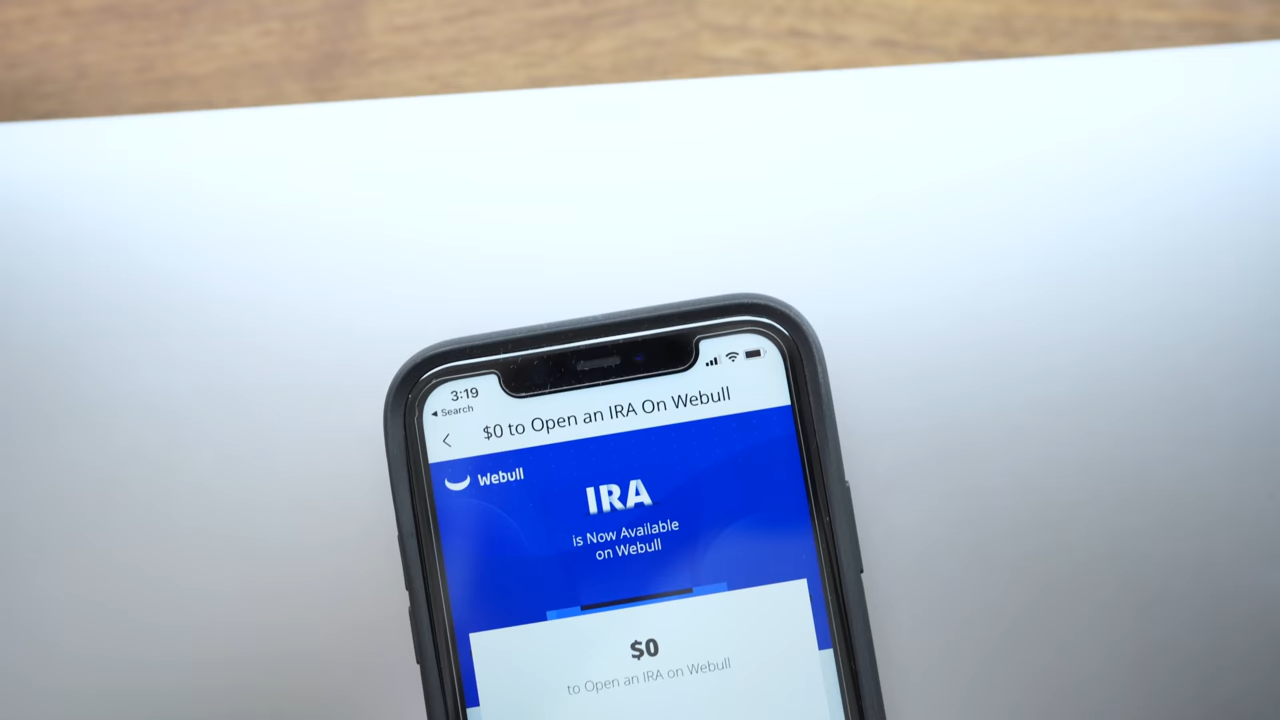 3:19
◄ Search
$0 to Open an IRA On Webull
Webull
IRA
is Now Available
on Webull
$0
to Open an IRA on Webull